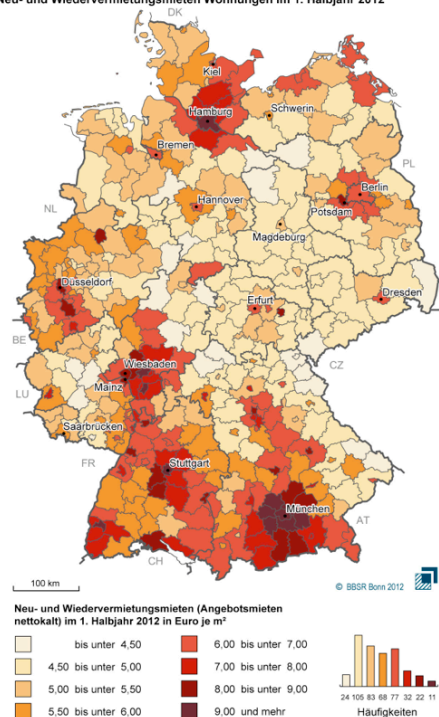 Neu- und Wiedervermietungsmieten Wohnungen im 1. Halbjahr 2012
DK
Kiel
Hamburg
Schwerin
Bremen
PL
Berlin
Hannover
NL
Potsdam
Magdeburg
Düsseldorf
Erfurt
Dresden
BE
Wiesbaden
CZ
Mainz
LU
Saarbrücken
FR
Stuttgart
München
AT
CH
100 km
© BBSR Bonn 2012
Neu- und Wiedervermietungsmieten (Angebotsmieten
nettokalt) im 1. Halbjahr 2012 in Euro je m²
bis unter 4,50
4,50 bis unter 5,00
5,00 bis unter 5,50
5,50 bis unter 6,00
6,00 bis unter 7,00
7,00 bis unter 8,00
8,00 bis unter 9,00
9,00 und mehr
24 105 83 68 77 32 22 11
Häufigkeiten